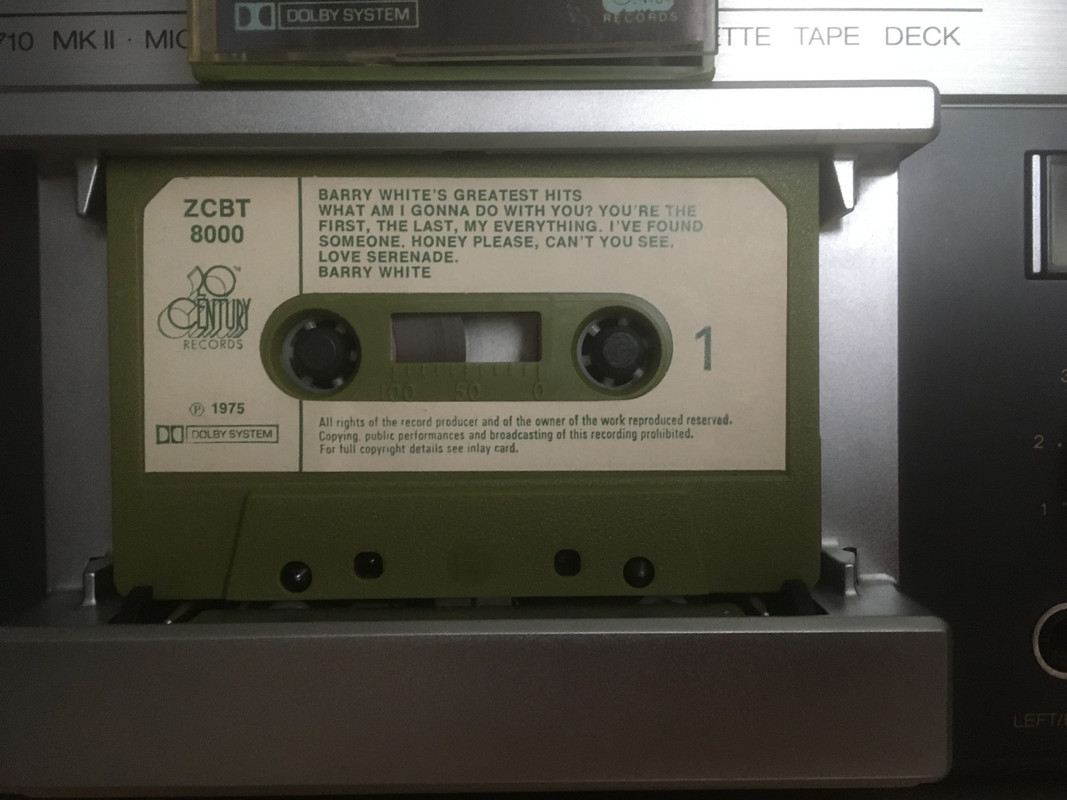 DOLBY SYSTEM
RECORDS
710 MK II · MIC
TAPE DECK
ZCBT
8000
20
CENTURY
RECORDS
℗ 1975
DOLBY SYSTEM
BARRY WHITE'S GREATEST HITS
WHAT AM I GONNA DO WITH YOU? YOU'RE THE
FIRST, THE LAST, MY EVERYTHING. I'VE FOUND
SOMEONE. HONEY PLEASE, CAN'T YOU SEE.
LOVE SERENADE.
BARRY WHITE
1
100 50 0
All rights of the record producer and of the owner of the work reproduced reserved.
Copying, public performances and broadcasting of this recording prohibited.
For full copyright details see inlay card.
3
2
1
LEFT/